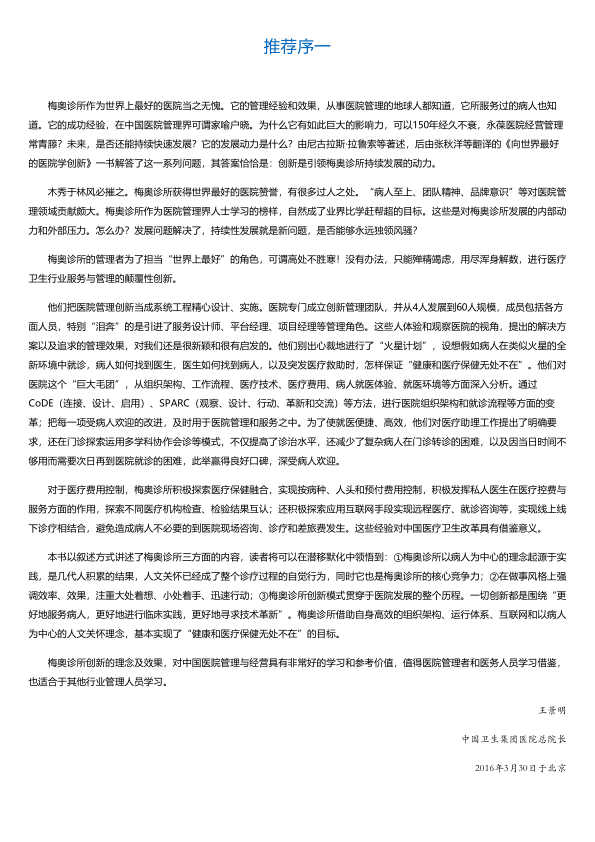 推荐序一
梅奥诊所作为世界上最好的医院当之无愧。它的管理经验和效果，从事医院管理的地球人都知道，它所服务过的病人也知
道。它的成功经验，在中国医院管理界可谓家喻户晓。为什么它有如此巨大的影响力，可以150年经久不衰，永葆医院经营管理
常青藤？未来，是否还能持续快速发展？它的发展动力是什么？由尼古拉斯·拉鲁索等著述，后由张秋洋等翻译的《向世界最好
的医院学创新》一书解答了这一系列问题，其答案恰恰是：创新是引领梅奥诊所持续发展的动力。
木秀于林风必摧之。梅奥诊所获得世界最好的医院赞誉，有很多过人之处。“病人至上、团队精神、品牌意识”等对医院管
理领域贡献颇大。梅奥诊所作为医院管理界人士学习的榜样，自然成了业界比学赶帮超的目标。这些是对梅奥诊所发展的内部动
力和外部压力。怎么办？发展问题解决了，持续性发展就是新问题，是否能够永远独领风骚？
梅奥诊所的管理者为了担当“世界上最好”的角色，可谓高处不胜寒！没有办法，只能殚精竭虑，用尽浑身解数，进行医疗
卫生行业服务与管理的颠覆性创新。
他们把医院管理创新当成系统工程精心设计、实施。医院专门成立创新管理团队，并从4人发展到60人规模，成员包括各方
面人员，特别“泪奔”的是引进了服务设计师、平台经理、项目经理等管理角色。这些人体验和观察医院的视角，提出的解决方
案以及追求的管理效果，对我们还是很新颖和很有启发的。他们别出心裁地进行了“火星计划”，设想假如病人在类似火星的全
新环境中就诊，病人如何找到医生，医生如何找到病人，以及突发医疗救助时，怎样保证“健康和医疗保健无处不在”。他们对
医院这个“巨大毛团”，从组织架构、工作流程、医疗技术、医疗费用、病人就医体验、就医环境等方面深入分析。通过
CoDE（连接、设计、启用）、SPARC（观察、设计、行动、革新和交流）等方法，进行医院组织架构和就诊流程等方面的变
革；把每一项受病人欢迎的改进，及时用于医院管理和服务之中。为了使就医便捷、高效，他们对医疗助理工作提出了明确要
求，还在门诊探索运用多学科协作会诊等模式，不仅提高了诊治水平，还减少了复杂病人在门诊转诊的困难，以及因当日时间不
够用而需要次日再到医院就诊的困难，此举赢得良好口碑，深受病人欢迎。
对于医疗费用控制，梅奥诊所积极探索医疗保健融合，实现按病种、人头和预付费用控制，积极发挥私人医生在医疗控费与
服务方面的作用，探索不同医疗机构检查、检验结果互认；还积极探索应用互联网手段实现远程医疗、就诊咨询等，实现线上线
下诊疗相结合，避免造成病人不必要的到医院现场咨询、诊疗和差旅费发生。这些经验对中国医疗卫生改革具有借鉴意义。
本书以叙述方式讲述了梅奥诊所三方面的内容，读者将可以在潜移默化中领悟到：①梅奥诊所以病人为中心的理念起源于实
践，是几代人积累的结果，人文关怀已经成了整个诊疗过程的自觉行为，同时它也是梅奥诊所的核心竞争力；②在做事风格上强
调效率、效果，注重大处着想、小处着手、迅速行动；③梅奥诊所创新模式贯穿于医院发展的整个历程。一切创新都是围绕“更
好地服务病人，更好地进行临床实践，更好地寻求技术革新”。梅奥诊所借助自身高效的组织架构、运行体系、互联网和以病人
为中心的人文关怀理念，基本实现了“健康和医疗保健无处不在”的目标。
梅奥诊所创新的理念及效果，对中国医院管理与经营具有非常好的学习和参考价值，值得医院管理者和医务人员学习借鉴，
也适合于其他行业管理人员学习。
王景明
中国卫生集团医院总院长
2016年3月30日于北京